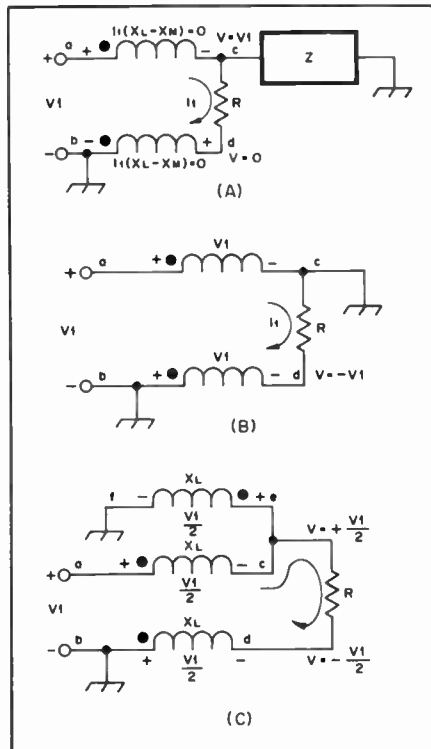 I1(XL-XM)=0
V=V1
+ a + - c Z
V1 I1 R
- b - + d V=0
I1(XL-XM)=0
(A)
V1
+ a + - c
V1 I1 R
V1
- b + - d V=-V1
(B)
XL
f - + e
V1/2 V=+V1/2
XL
+ a + - c
V1 V1/2 R
XL
- b d
+ V1/2 - V=-V1/2
(C)